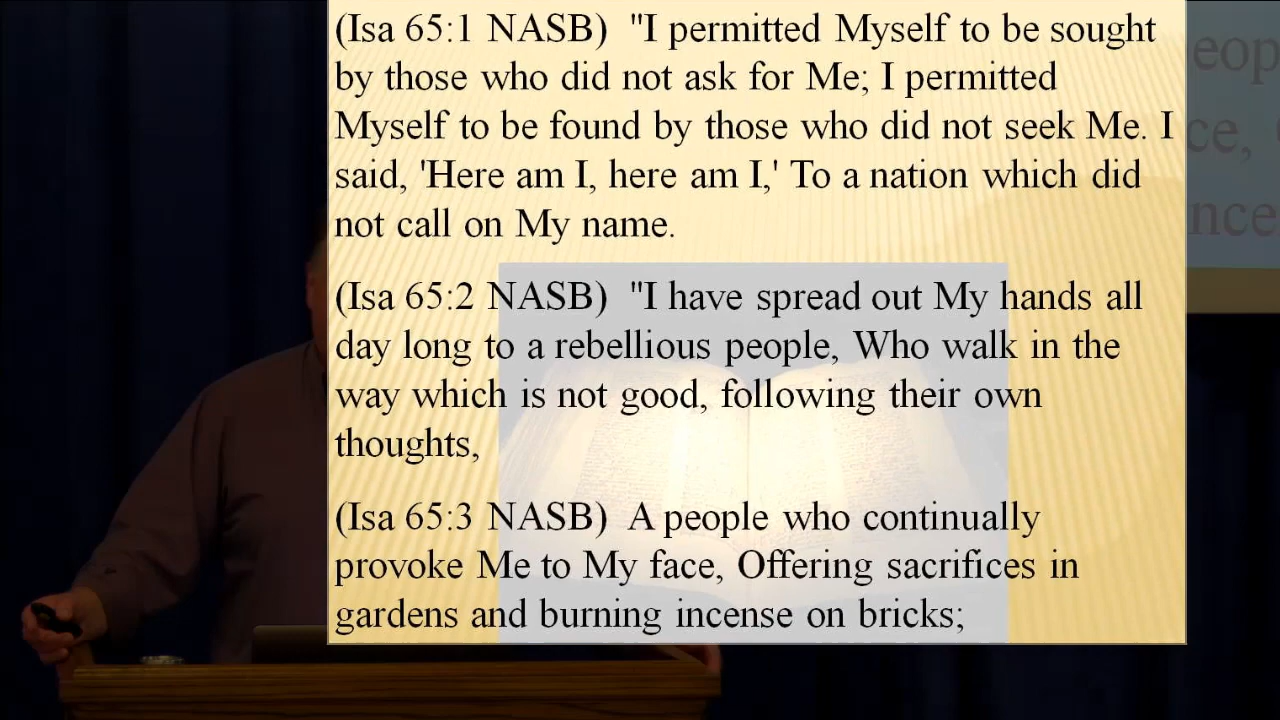 (Isa 65:1 NASB)  "I permitted Myself to be sought
by those who did not ask for Me; I permitted
Myself to be found by those who did not seek Me. I
said, 'Here am I, here am I,' To a nation which did
not call on My name.
(Isa 65:2 NASB)  "I have spread out My hands all
day long to a rebellious people, Who walk in the
way which is not good, following their own
thoughts,
(Isa 65:3 NASB)  A people who continually
provoke Me to My face, Offering sacrifices in
gardens and burning incense on bricks;